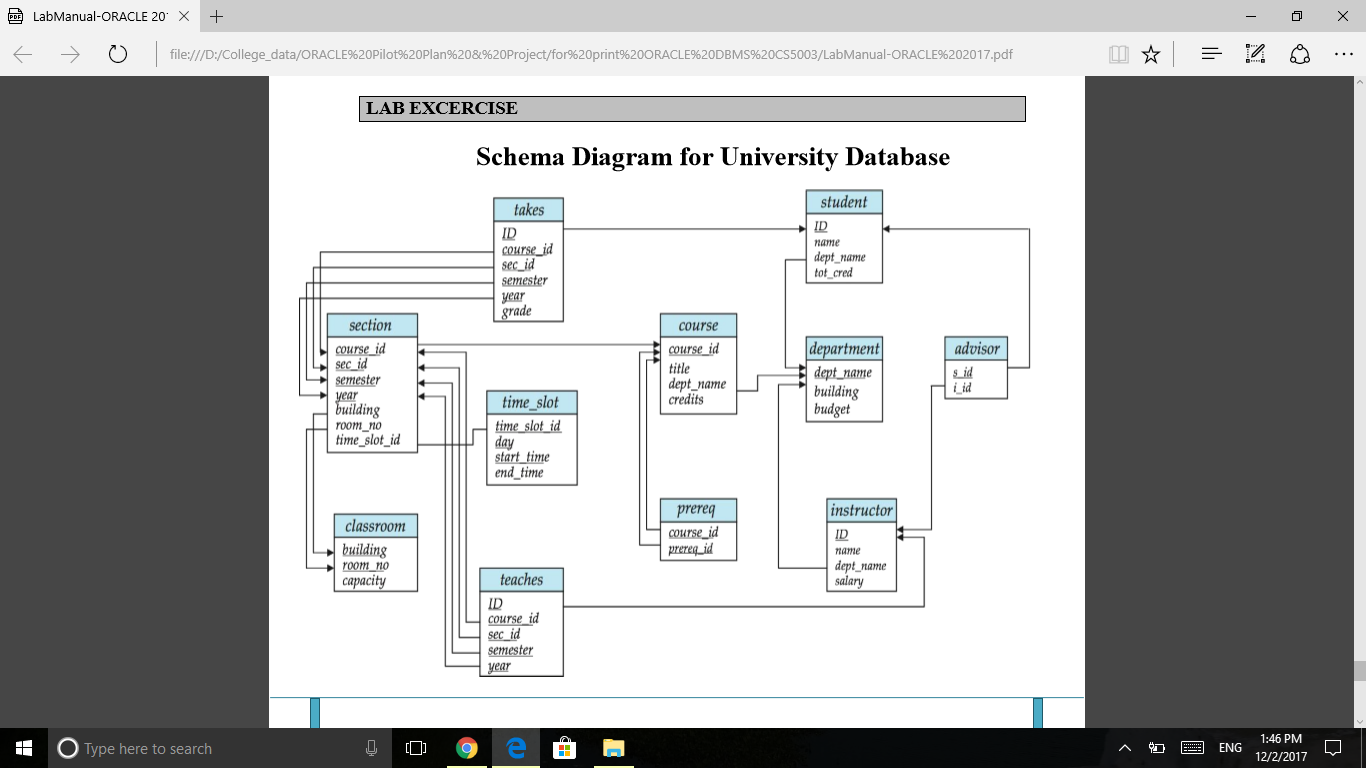 LabManual-ORACLE 20
file:///D:/College_data/ORACLE%20Pilot%20Plan%20&%20Project/for%20print%20ORACLE%20DBMS%20CS5003/LabManual-ORACLE%202017.pdf
LAB EXCERCISE
Schema Diagram for University Database
takes
ID
course_id
sec_id
semester
year
grade
student
ID
name
dept_name
tot_cred
section
course_id
sec_id
semester
year
building
room_no
time_slot_id
course
course_id
title
dept_name
credits
department
dept_name
building
budget
advisor
s_id
i_id
time_slot
time_slot_id
day
start_time
end_time
classroom
building
room_no
capacity
prereq
course_id
prereq_id
instructor
ID
name
dept_name
salary
teaches
ID
course_id
sec_id
semester
year
Type here to search
ENG
1:46 PM
12/2/2017